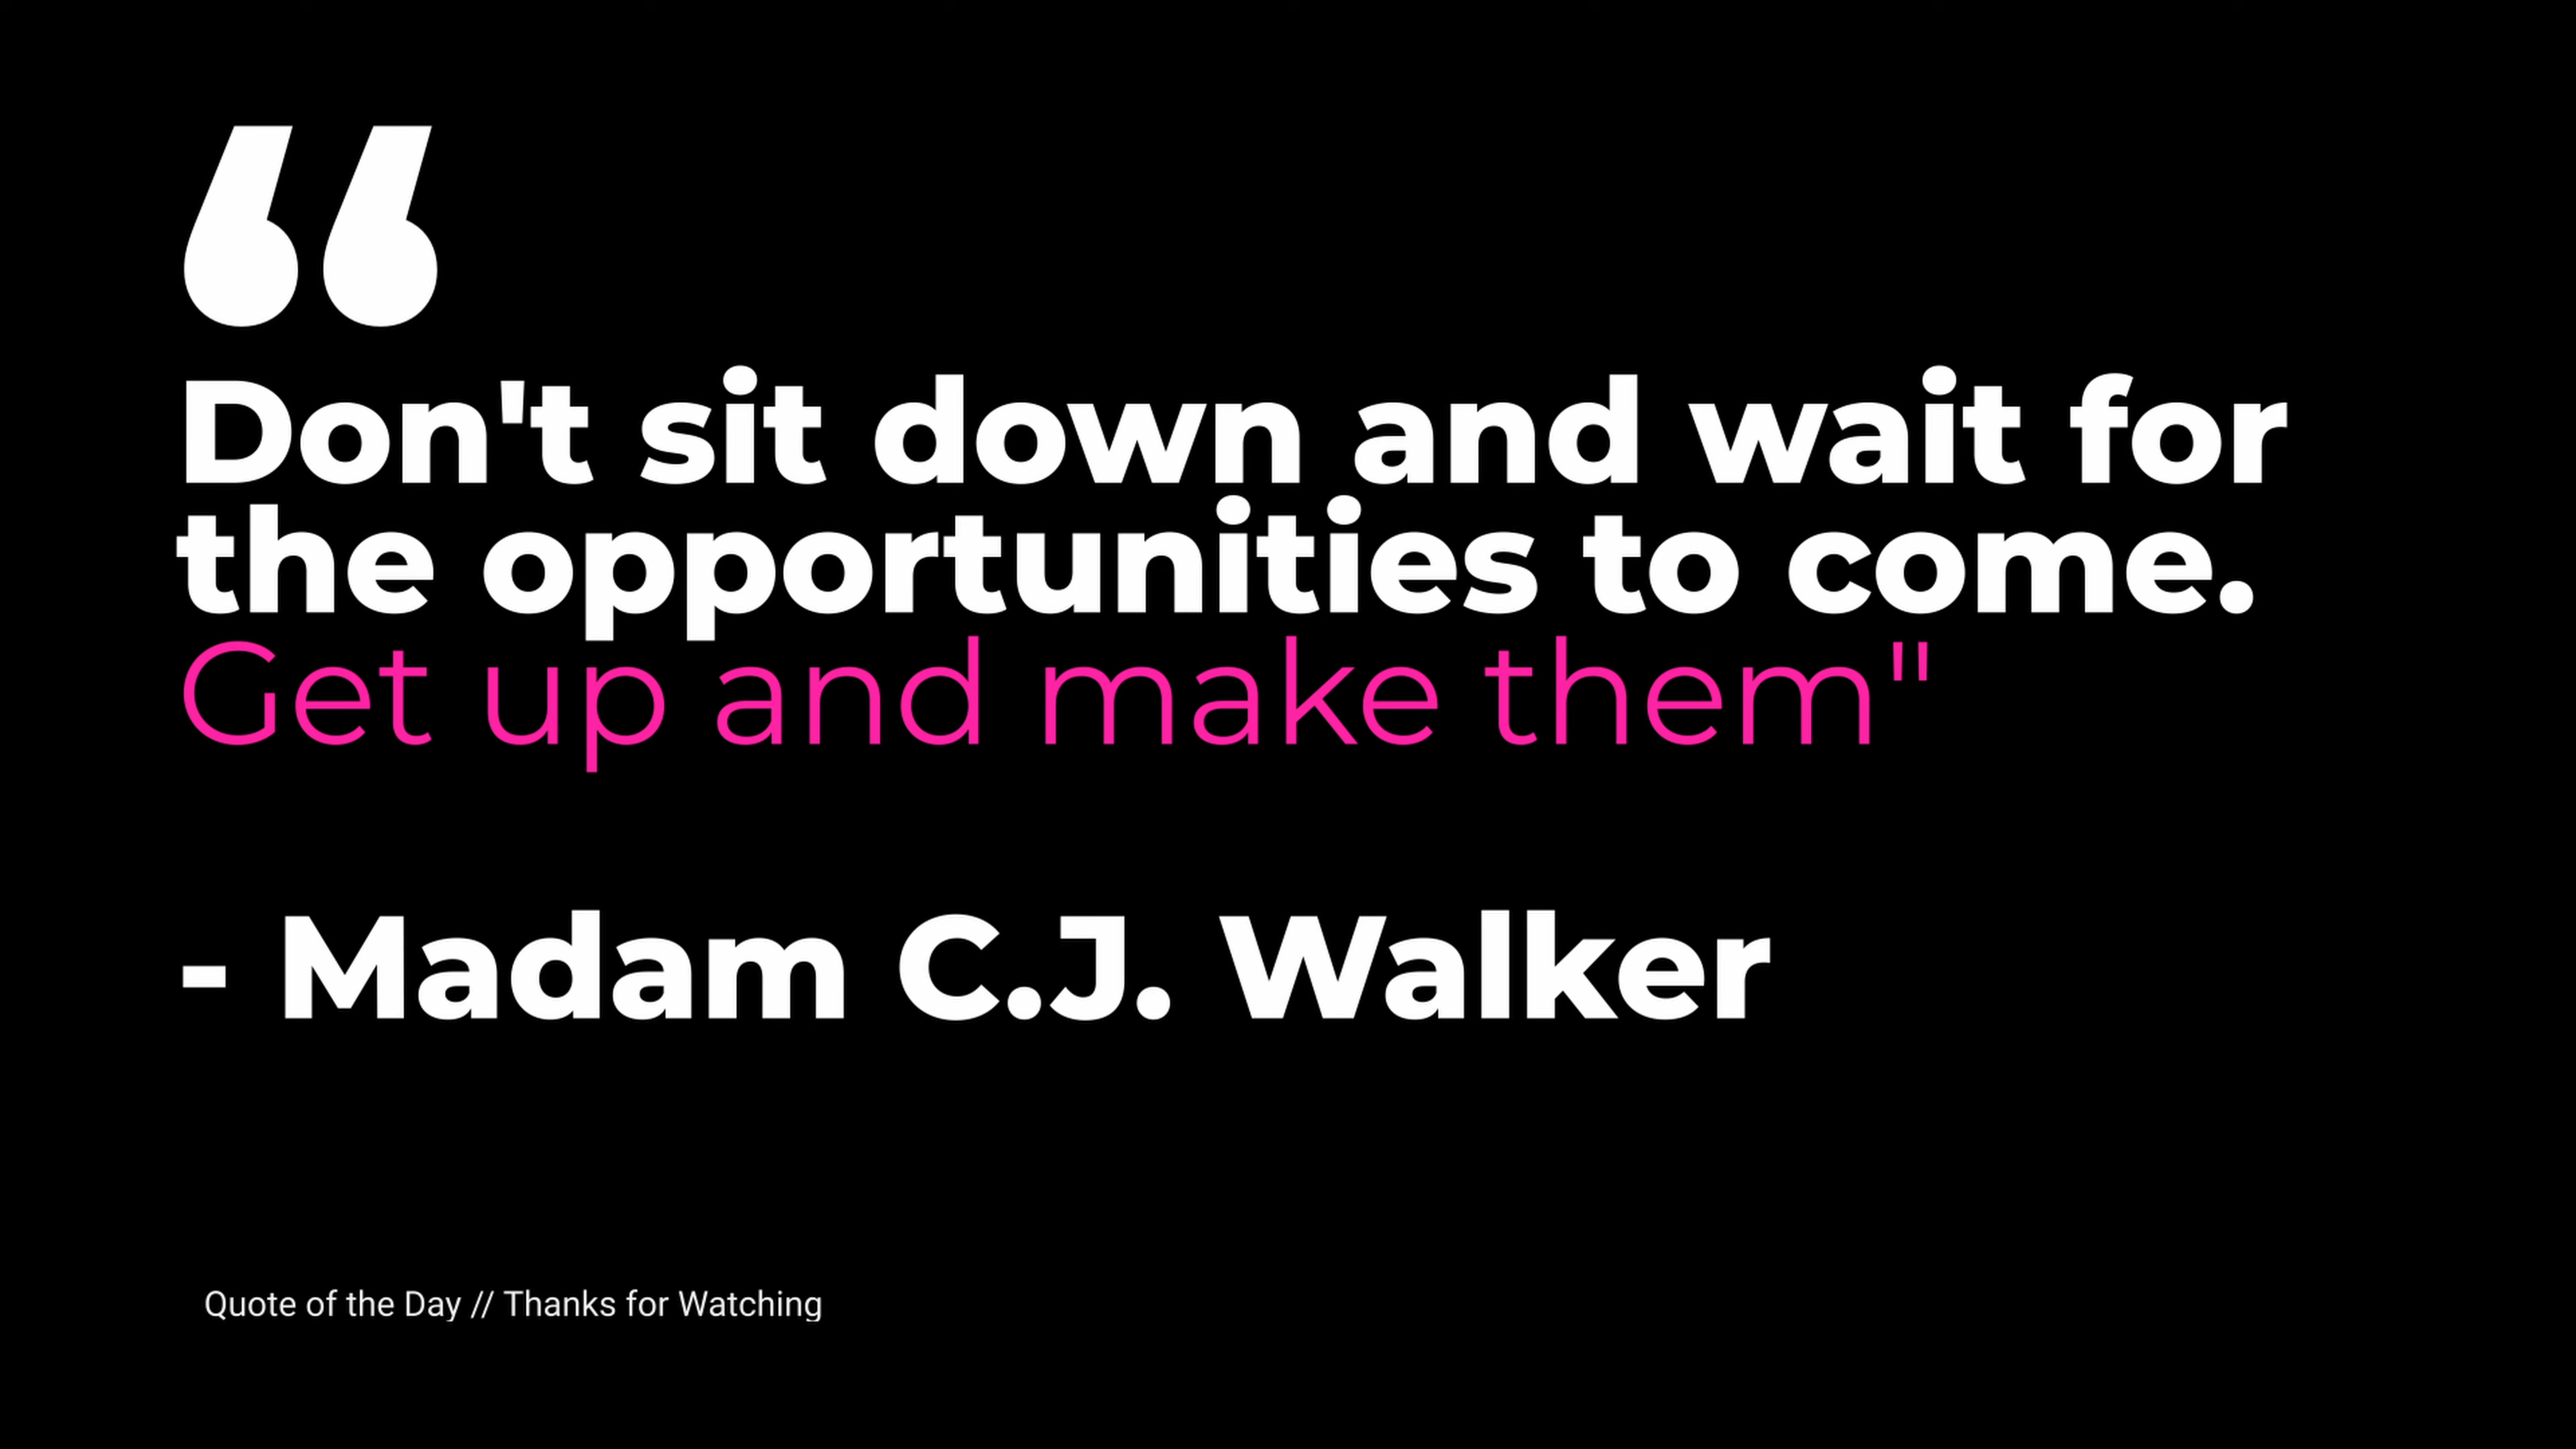 “
Don't sit down and wait for
the opportunities to come.
Get up and make them"
- Madam C.J. Walker
Quote of the Day // Thanks for Watching